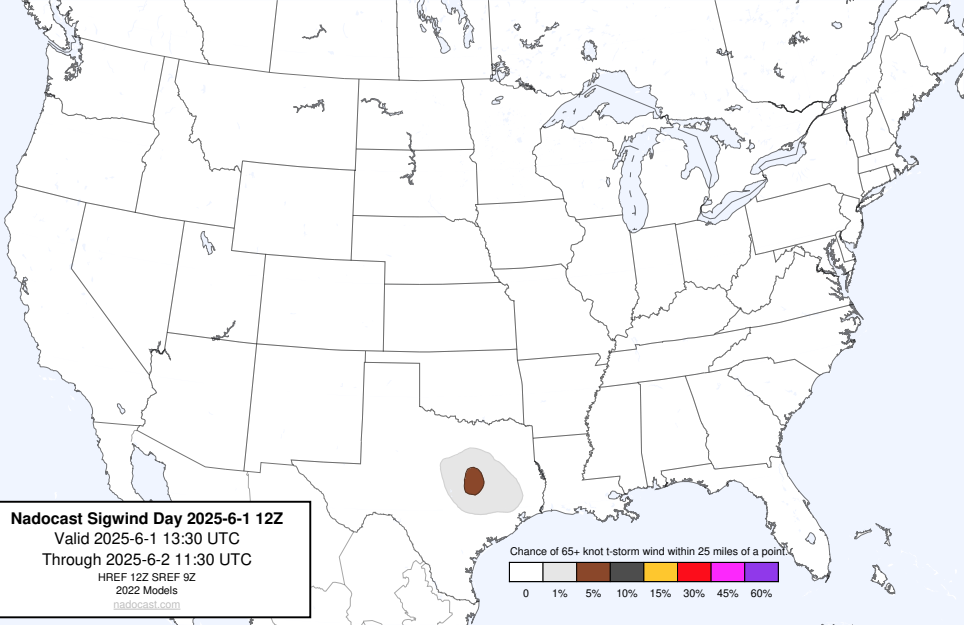 Nadocast Sigwind Day 2025-6-1 12Z
Valid 2025-6-1 13:30 UTC
Through 2025-6-2 11:30 UTC
HREF 12Z SREF 9Z
2022 Models
nadocast.com
Chance of 65+ knot t-storm wind within 25 miles of a point.
0 1% 5% 10% 15% 30% 45% 60%